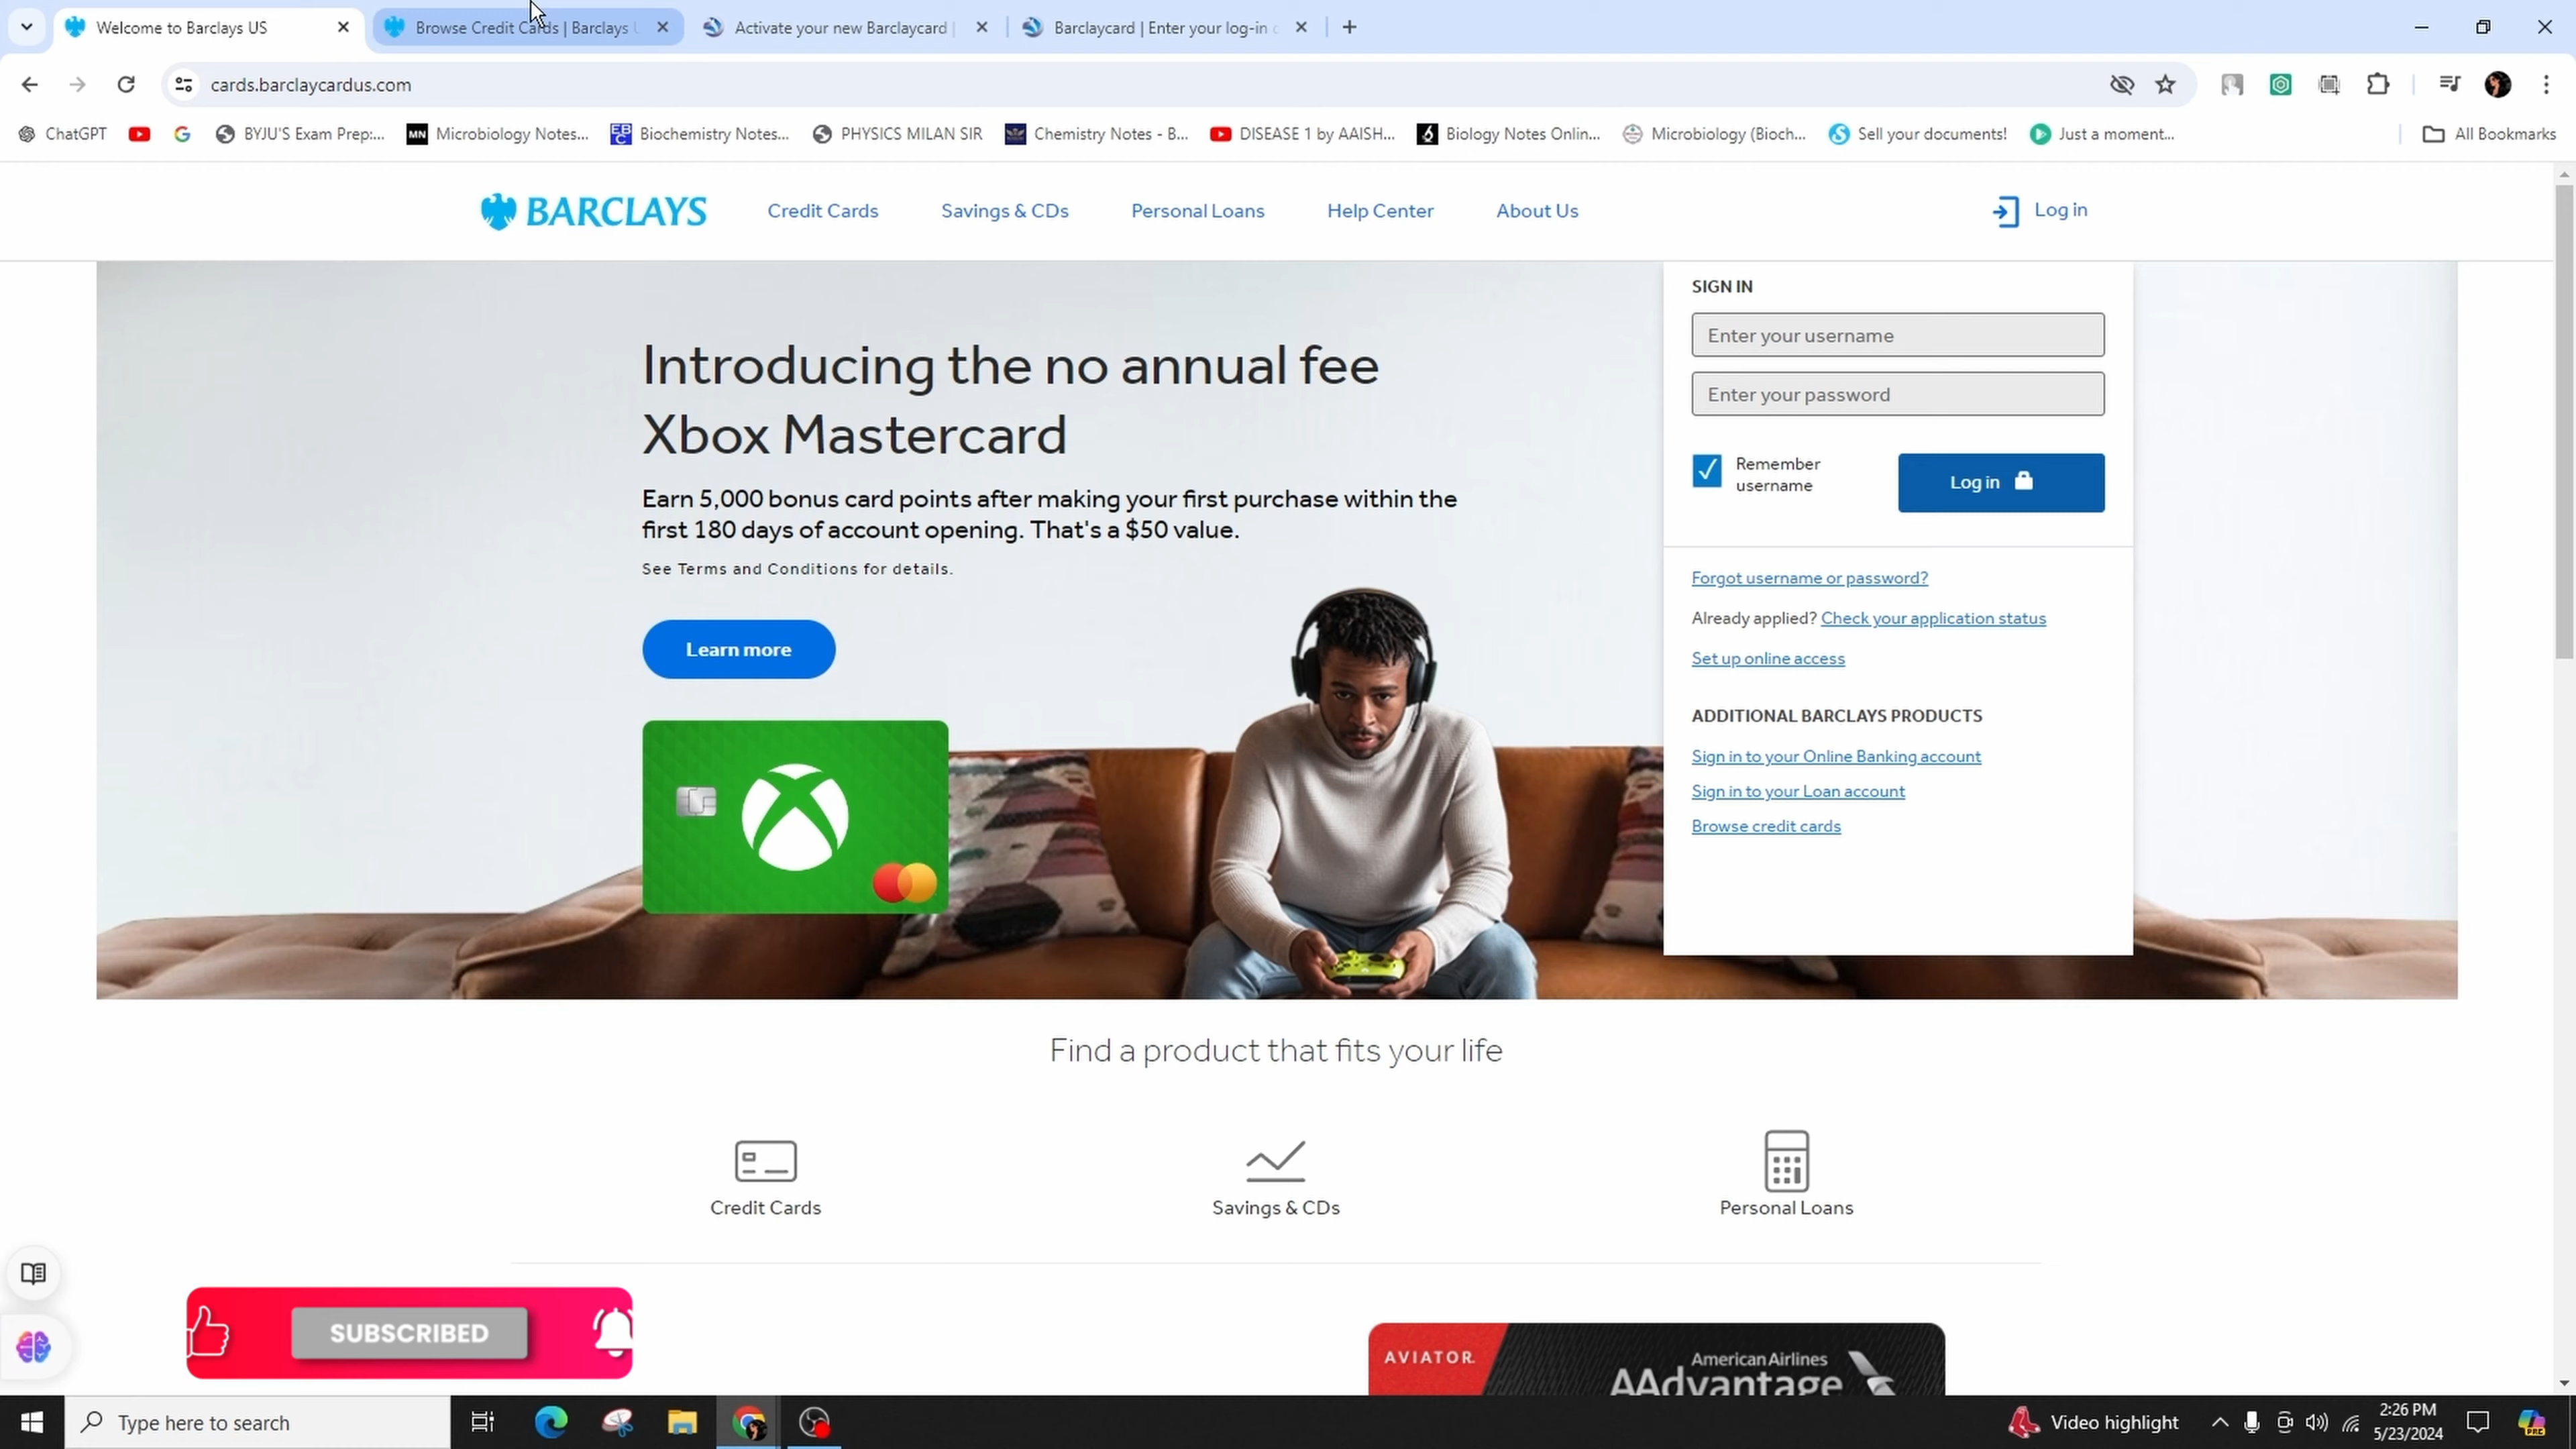 Welcome to Barclays US
Browse Credit Cards | Barclays U
Activate your new Barclaycard |
Barclaycard | Enter your log-in d
cards.barclaycardus.com
ChatGPT
BYJU'S Exam Prep:...
MN Microbiology Notes...
EBC Biochemistry Notes...
PHYSICS MILAN SIR
Chemistry Notes - B...
DISEASE 1 by AAISH...
Biology Notes Onlin...
Microbiology (Bioch...
Sell your documents!
Just a moment...
All Bookmarks
BARCLAYS
Credit Cards
Savings & CDs
Personal Loans
Help Center
About Us
Log in
Introducing the no annual fee
Xbox Mastercard
Earn 5,000 bonus card points after making your first purchase within the
first 180 days of account opening. That's a $50 value.
See Terms and Conditions for details.
Learn more
SIGN IN
Enter your username
Enter your password
Remember
username
Log in
Forgot username or password?
Already applied? Check your application status
Set up online access
ADDITIONAL BARCLAYS PRODUCTS
Sign in to your Online Banking account
Sign in to your Loan account
Browse credit cards
Find a product that fits your life
Credit Cards
Savings & CDs
Personal Loans
SUBSCRIBED
AVIATOR
American Airlines
AAdvantage
Type here to search
Video highlight
2:26 PM
5/23/2024
PRE